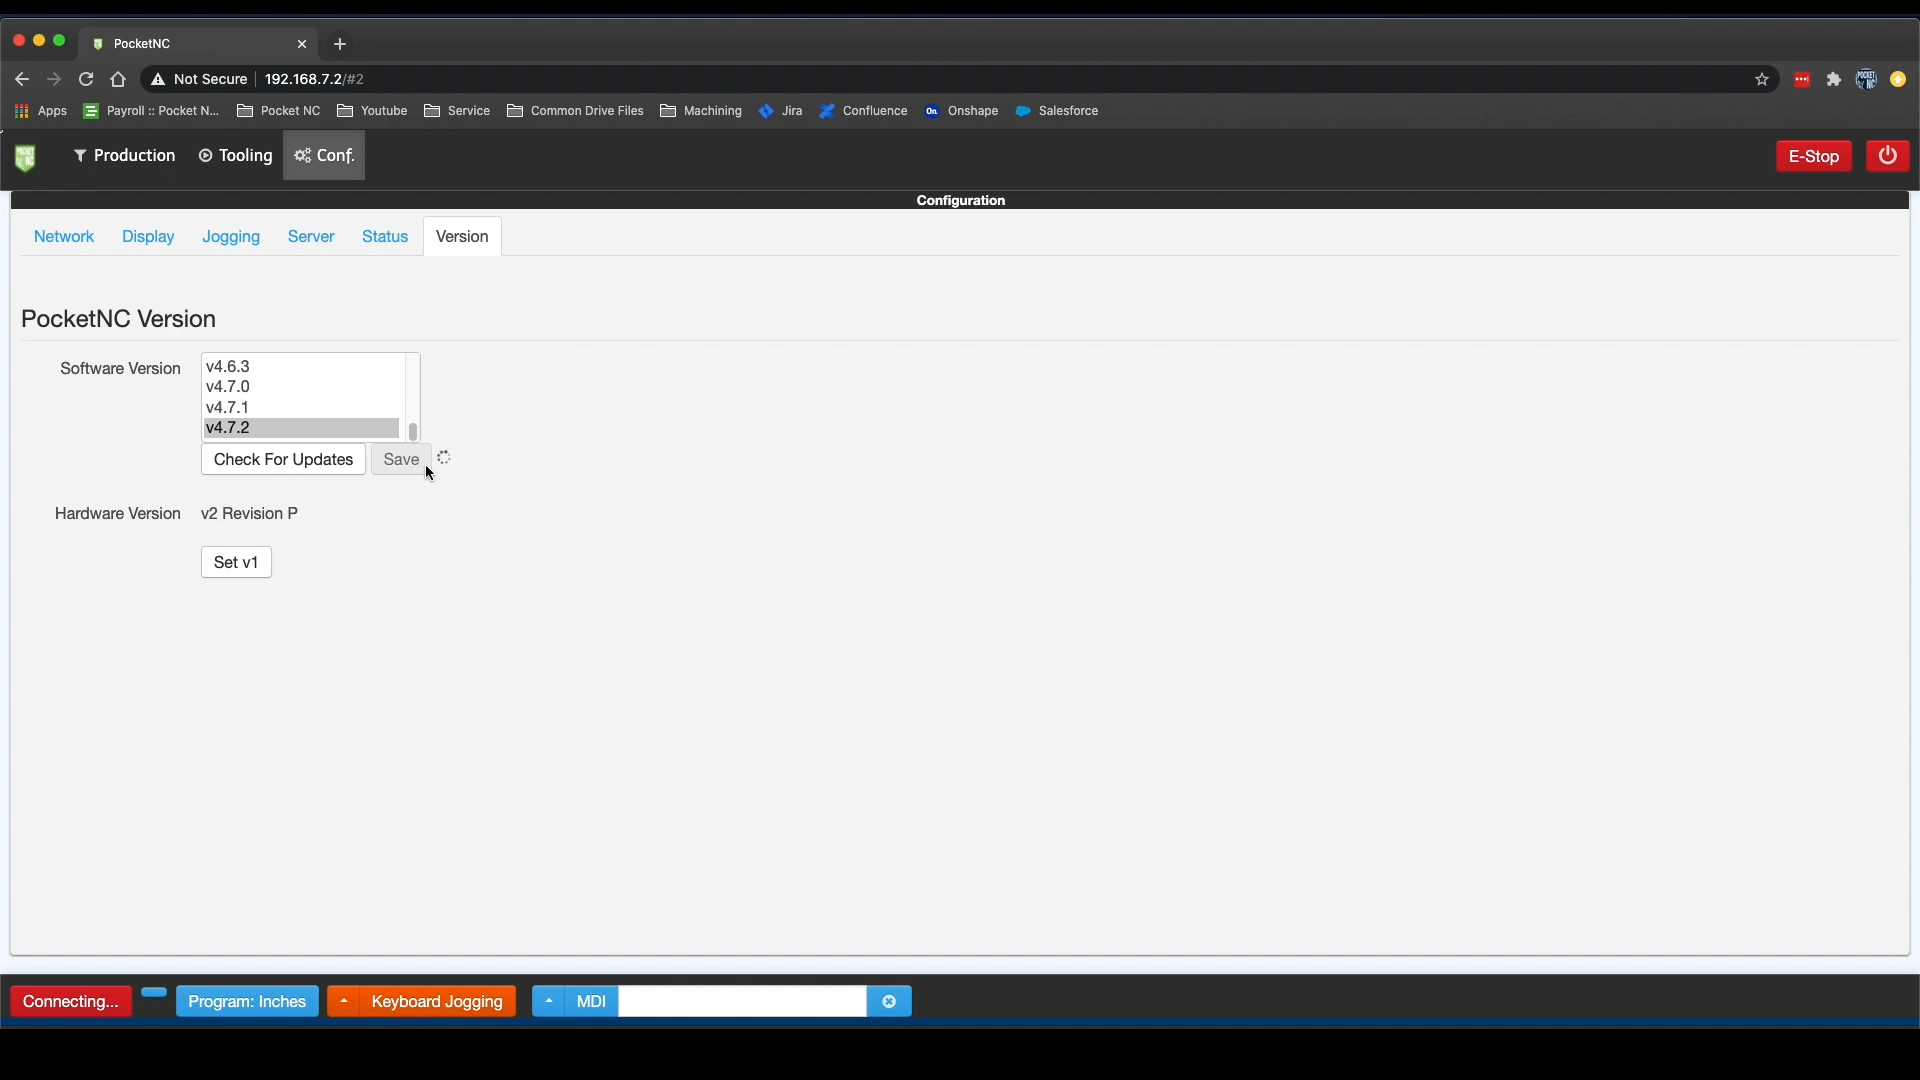 PocketNC
Not Secure 192.168.7.2/#2
Apps Payroll :: Pocket N... Pocket NC Youtube Service Common Drive Files Machining Jira On Onshape Confluence Salesforce
Production Tooling Conf. E-Stop
Configuration
Network Display Jogging Server Status Version
PocketNC Version
Software Version
v4.6.3
v4.7.0
v4.7.1
v4.7.2
Check For Updates Save
Hardware Version v2 Revision P
Set v1
Connecting... Program: Inches Keyboard Jogging MDI